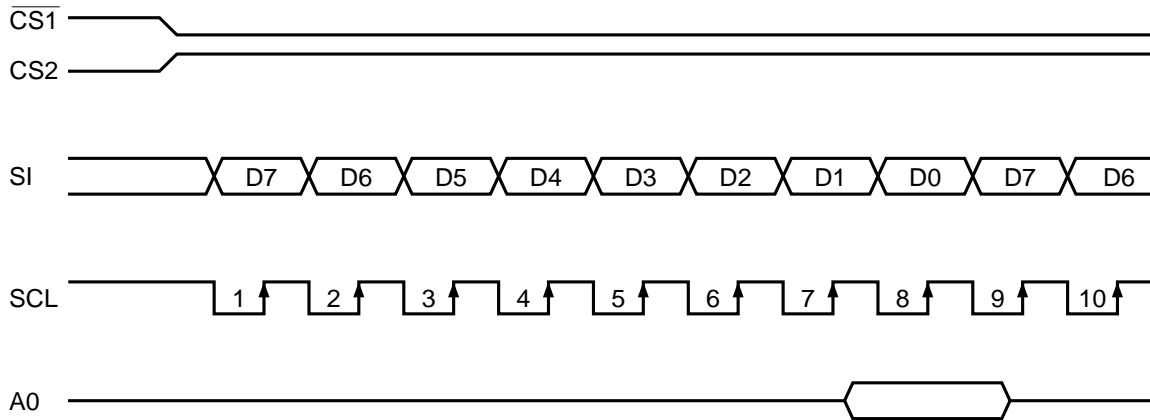 C̅S̅1̅
CS2
SI D7 D6 D5 D4 D3 D2 D1 D0 D7 D6
SCL 1 2 3 4 5 6 7 8 9 10
A0